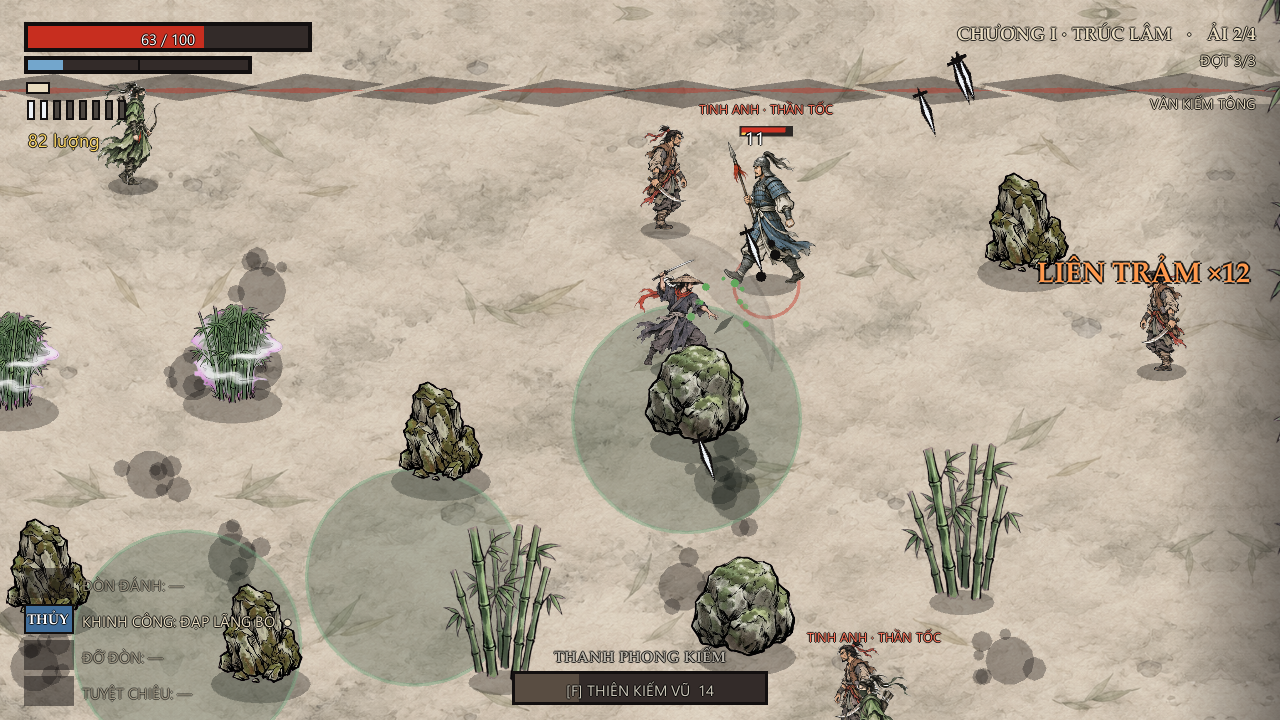 63 / 100
CHƯƠNG I · TRÚC LÂM · ẢI 2/4
ĐỢT 3/3
VÂN KIẾM TÔNG
82 lượng
TINH ANH · THẦN TỐC
11
LIÊN TRẢM ×12
ĐÒN ĐÁNH: —
THỦY
KHINH CÔNG: ĐẠP LÃNG BỘ
ĐỠ ĐÒN: —
TUYỆT CHIÊU: —
TINH ANH · THẦN TỐC
THANH PHONG KIẾM
[F] THIÊN KIẾM VŨ 14